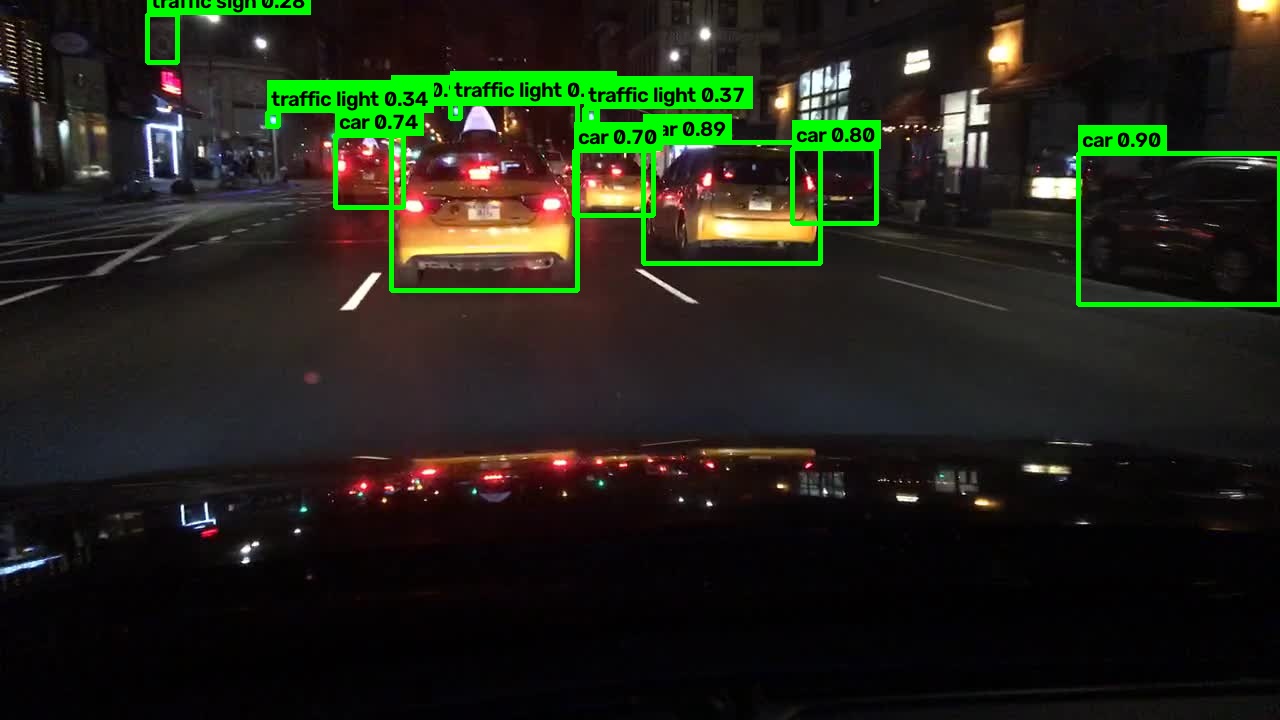 traffic sign 0.28
traffic light 0.
traffic light 0.34
traffic light 0.37
car 0.74
car 0.70
car 0.89
car 0.80
car 0.90